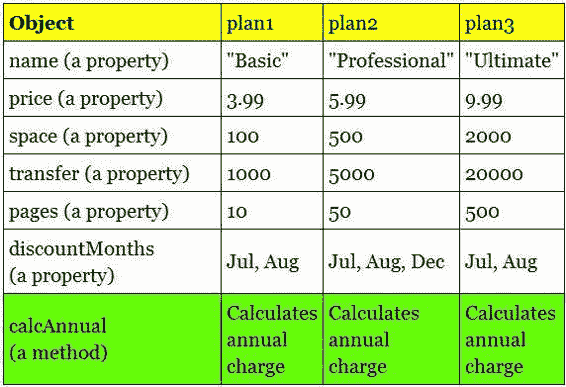 Object plan1 plan2 plan3
name (a property) "Basic" "Professional" "Ultimate"
price (a property) 3.99 5.99 9.99
space (a property) 100 500 2000
transfer (a property) 1000 5000 20000
pages (a property) 10 50 500
discountMonths
(a property) Jul, Aug Jul, Aug, Dec Jul, Aug
calcAnnual
(a method) Calculates
annual
charge Calculates
annual
charge Calculates
annual
charge